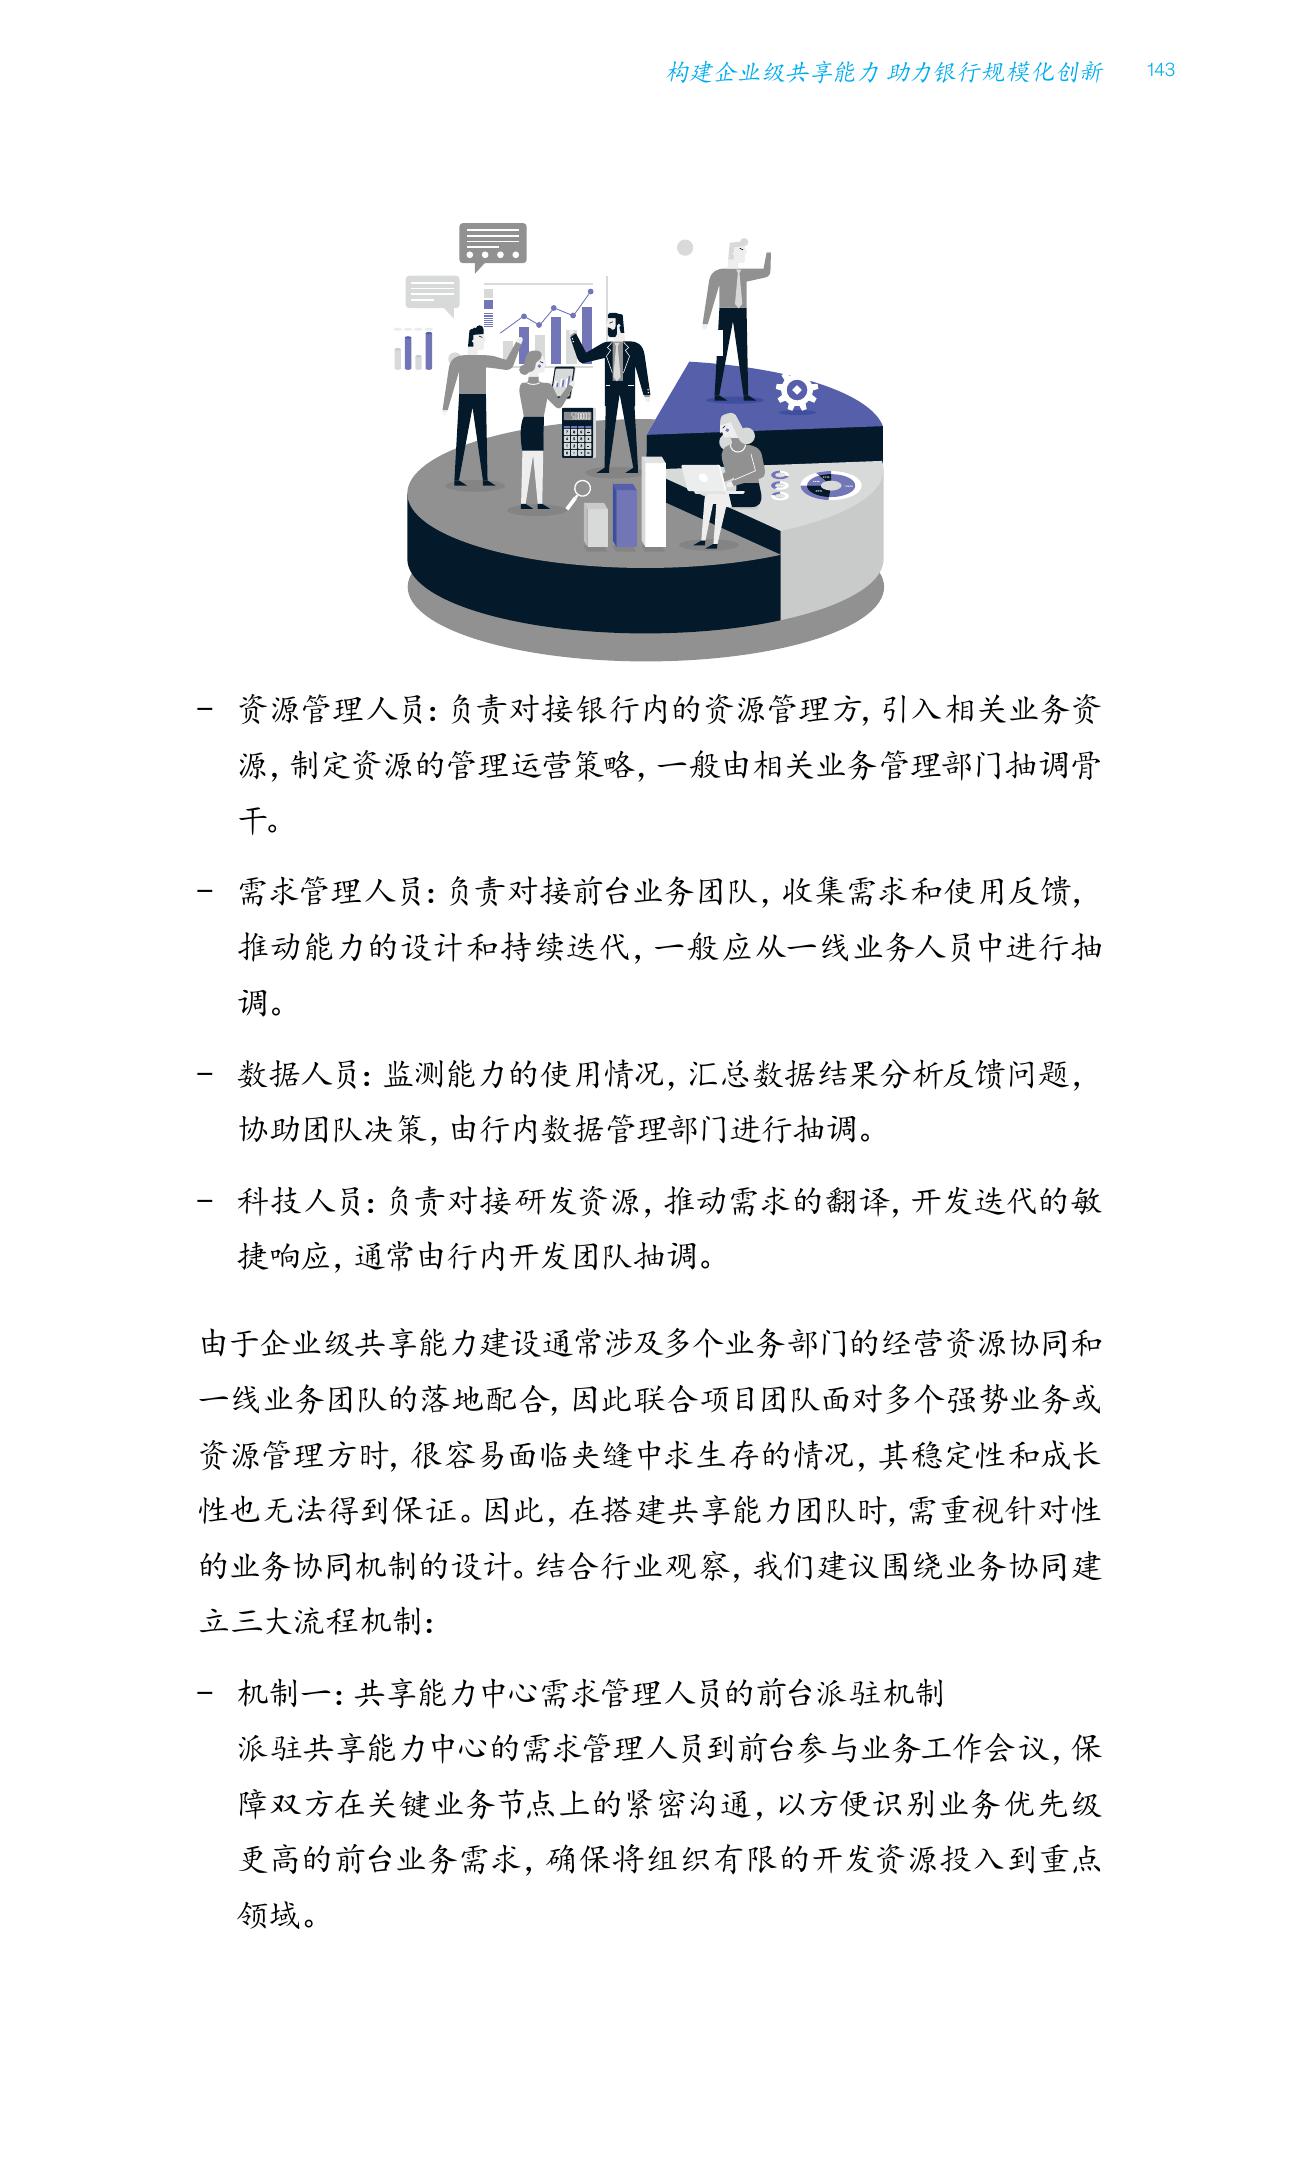 构建企业级共享能力 助力银行规模化创新 143
– 资源管理人员：负责对接银行内的资源管理方，引入相关业务资
源，制定资源的管理运营策略，一般由相关业务管理部门抽调骨
干。
– 需求管理人员：负责对接前台业务团队，收集需求和使用反馈，
推动能力的设计和持续迭代，一般应从一线业务人员中进行抽
调。
– 数据人员：监测能力的使用情况，汇总数据结果分析反馈问题，
协助团队决策，由行内数据管理部门进行抽调。
– 科技人员：负责对接研发资源，推动需求的翻译，开发迭代的敏
捷响应，通常由行内开发团队抽调。
由于企业级共享能力建设通常涉及多个业务部门的经营资源协同和
一线业务团队的落地配合，因此联合项目团队面对多个强势业务或
资源管理方时，很容易面临夹缝中求生存的情况，其稳定性和成长
性也无法得到保证。因此，在搭建共享能力团队时，需重视针对性
的业务协同机制的设计。结合行业观察，我们建议围绕业务协同建
立三大流程机制：
– 机制一：共享能力中心需求管理人员的前台派驻机制
派驻共享能力中心的需求管理人员到前台参与业务工作会议，保
障双方在关键业务节点上的紧密沟通，以方便识别业务优先级
更高的前台业务需求，确保将组织有限的开发资源投入到重点
领域。